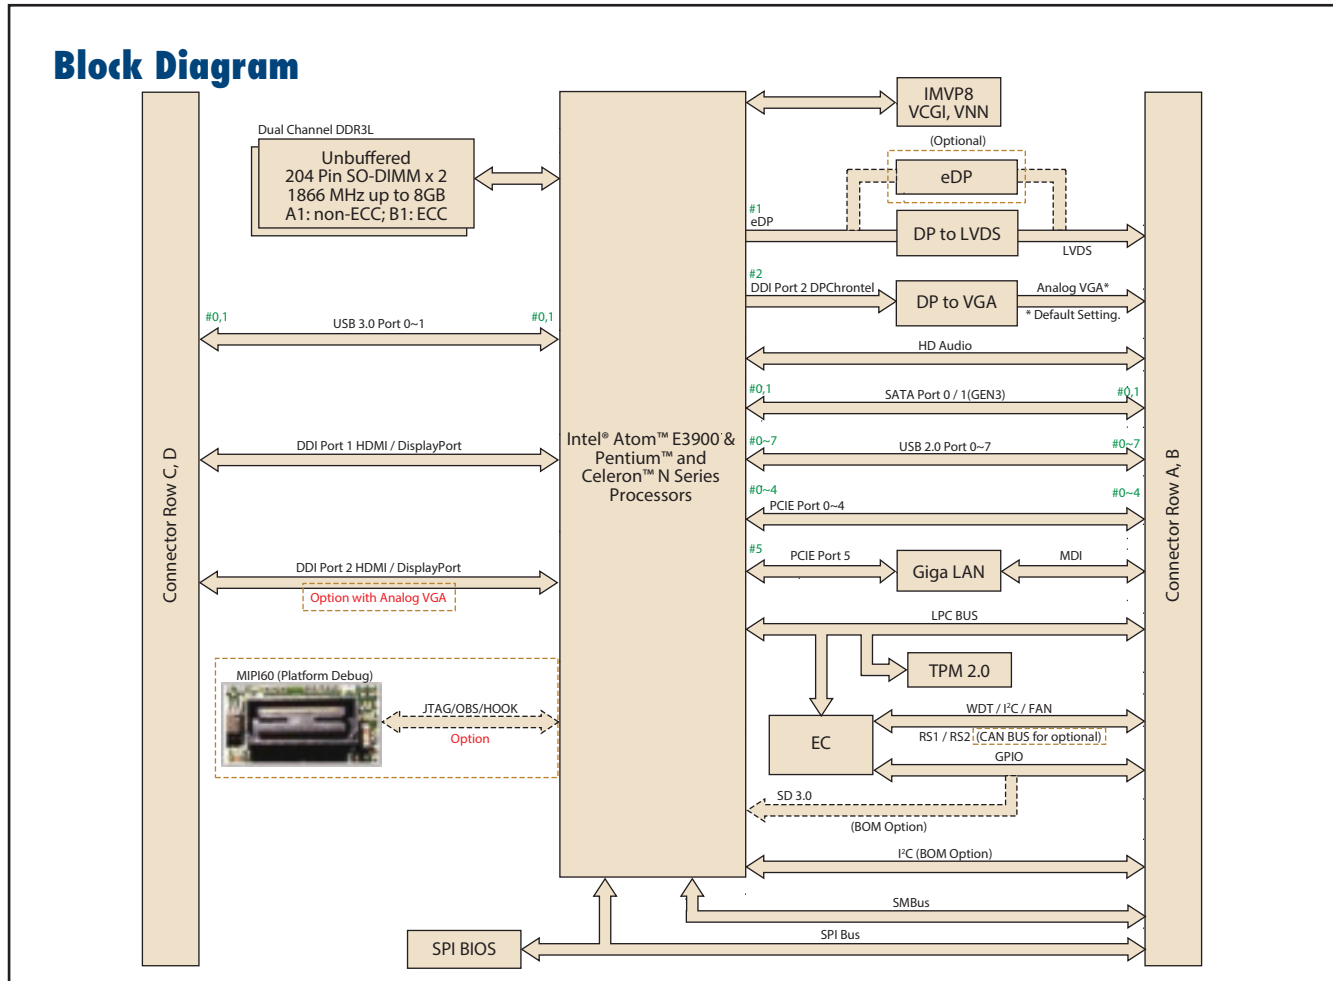 Block Diagram
Connector Row C, D
Dual Channel DDR3L
Unbuffered
204 Pin SO-DIMM x 2
1866 MHz up to 8GB
A1: non-ECC; B1: ECC
#0,1
USB 3.0 Port 0~1
#0,1
DDI Port 1 HDMI / DisplayPort
DDI Port 2 HDMI / DisplayPort
Option with Analog VGA
MIPI60 (Platform Debug)
JTAG/OBS/HOOK
Option
SPI BIOS
Intel® Atom™ E3900 &
Pentium™ and
Celeron™ N Series
Processors
IMVP8
VCGI, VNN
(Optional)
eDP
#1
eDP
DP to LVDS
LVDS
#2
DDI Port 2 DPChrontel
DP to VGA
Analog VGA*
* Default Setting.
HD Audio
#0,1
SATA Port 0 / 1(GEN3)
#0,1
#0~7
USB 2.0 Port 0~7
#0~7
#0~4
PCIE Port 0~4
#0~4
#5
PCIE Port 5
Giga LAN
MDI
LPC BUS
TPM 2.0
EC
WDT / I²C / FAN
RS1 / RS2 (CAN BUS for optional)
GPIO
SD 3.0
(BOM Option)
I²C (BOM Option)
SMBus
SPI Bus
Connector Row A, B